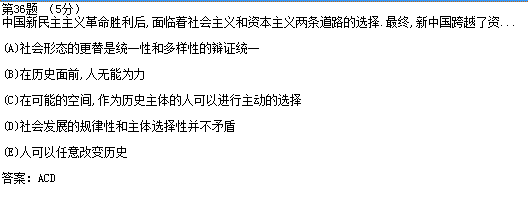 第36题 （5分）
中国新民主主义革命胜利后,面临着社会主义和资本主义两条道路的选择.最终,新中国跨越了资...
(A)社会形态的更替是统一性和多样性的辩证统一
(B)在历史面前,人无能为力
(C)在可能的空间,作为历史主体的人可以进行主动的选择
(D)社会发展的规律性和主体选择性并不矛盾
(E)人可以任意改变历史
答案: ACD